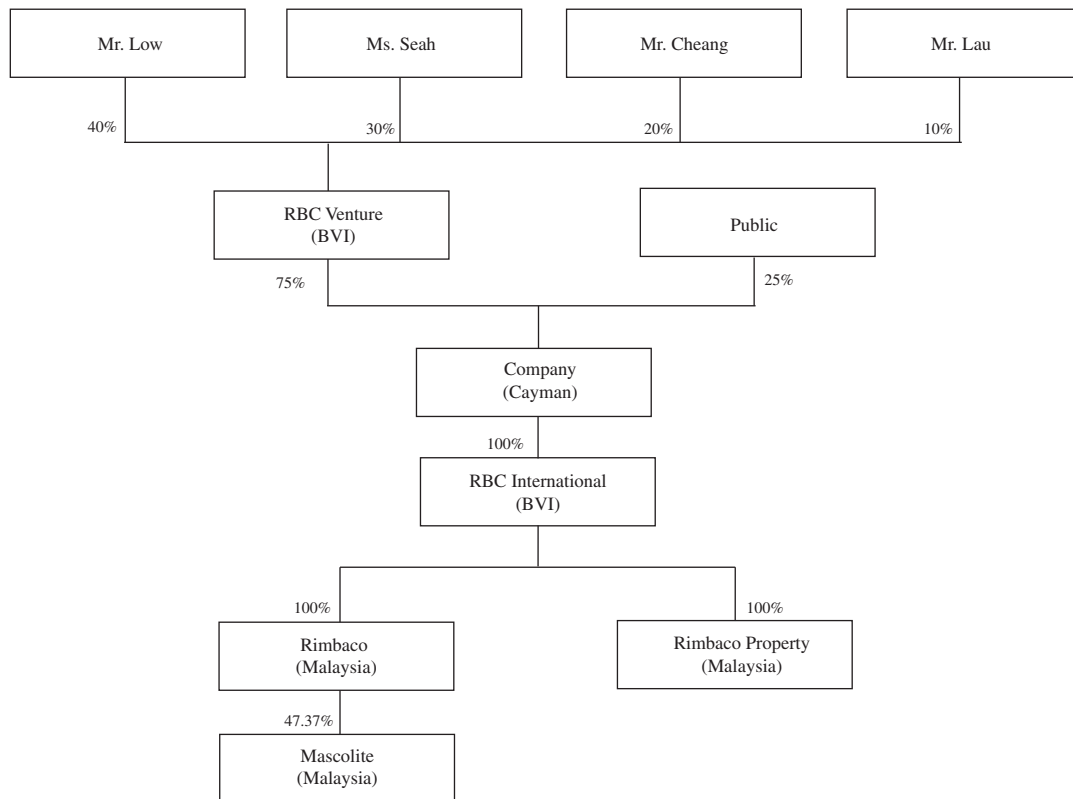 Mr. Low
Ms. Seah
Mr. Cheang
Mr. Lau
40%
30%
20%
10%
RBC Venture
(BVI)
Public
75%
25%
Company
(Cayman)
100%
RBC International
(BVI)
100%
100%
Rimbaco
(Malaysia)
Rimbaco Property
(Malaysia)
47.37%
Mascolite
(Malaysia)